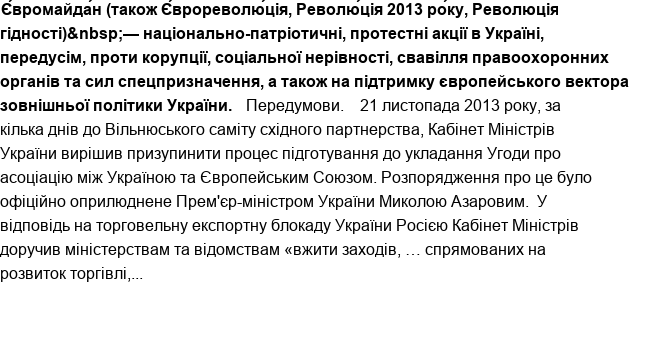 Євромайда́н (також Єврореволю́ція, Револю́ція 2013 ро́ку, Революція
гідності)&nbsp;— національно-патріотичні, протестні акції в Україні,
передусім, проти корупції, соціальної нерівності, свавілля правоохоронних
органів та сил спецпризначення, а також на підтримку європейського вектора
зовнішньої політики України. Передумови. 21 листопада 2013 року, за
кілька днів до Вільнюського саміту східного партнерства, Кабінет Міністрів
України вирішив призупинити процес підготування до укладання Угоди про
асоціацію між Україною та Європейським Союзом. Розпорядження про це було
офіційно оприлюднене Прем'єр-міністром України Миколою Азаровим. У
відповідь на торговельну експортну блокаду України Росією Кабінет Міністрів
доручив міністерствам та відомствам «вжити заходів, … спрямованих на
розвиток торгівлі,...